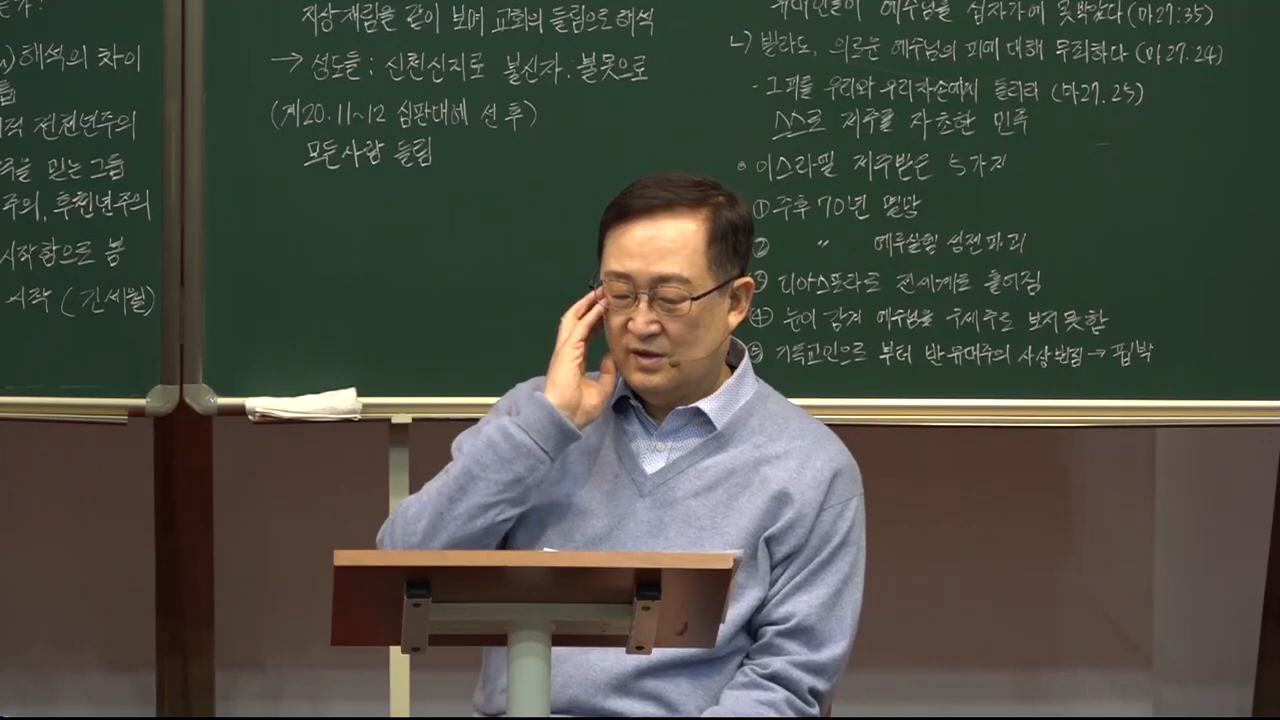 해석의 차이
전천년주의
을 믿는 그룹
주의, 후천년주의
시작함으로 봄
시작 (긴세월)
지상재림을 같이 보며 교회의 들림으로 해석
→ 성도들 : 신천신지로 불신자 : 불못으로
(계20.11~12 심판대에 선 후)
모든사람 들림
유대인들이 예수님을 십자가에 못박았다 (마27:35)
ㄴ) 빌라도, 의로운 예수님의 피에 대해 무죄하다 (마27:24)
- 그 피를 우리와 우리자손에게 돌리라 (마27.25)
스스로 저주를 자초한 민족
이스라엘 저주받은 5가지
① 주후 70년 멸망
② " 예루살렘 성전파괴
③ 디아스포라로 전세계로 흩어짐
④ 눈이 감겨 예수님을 구세주로 보지못함
⑤ 기독교인으로 부터 반유대주의 사상받음 → 핍박